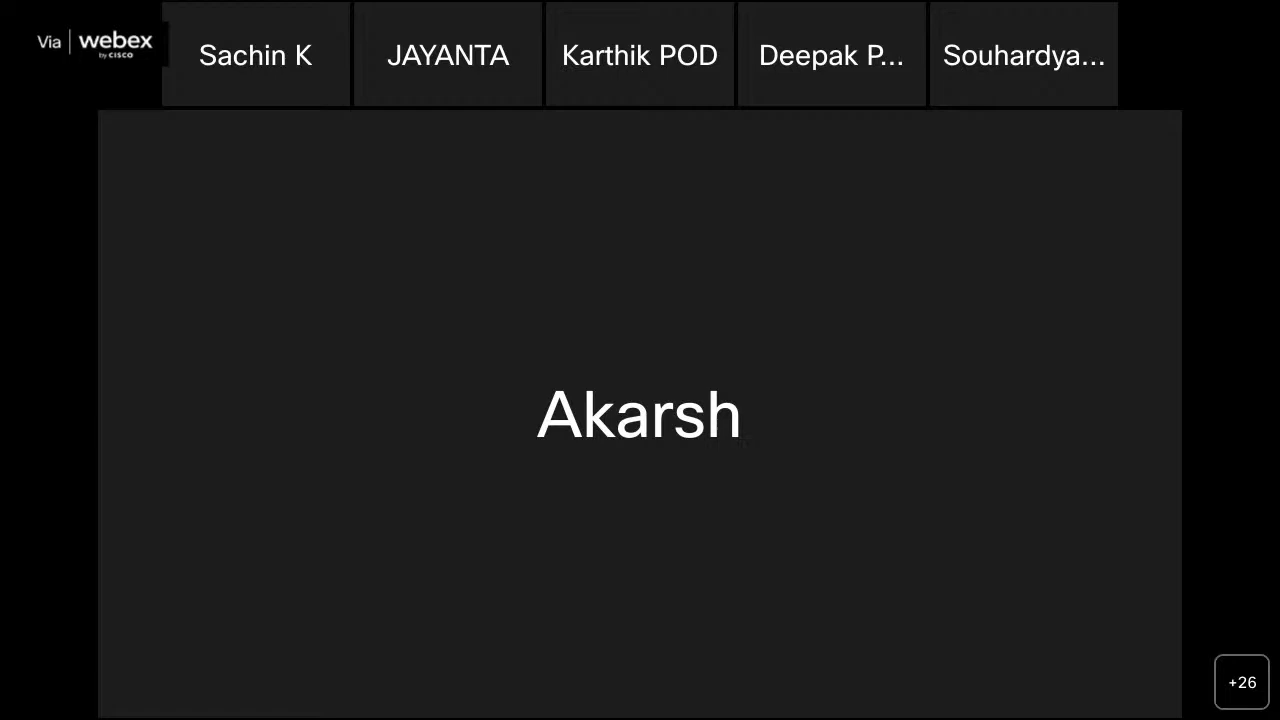 Via | webex
by CISCO
Sachin K
JAYANTA
Karthik POD
Deepak P...
Souhardya...
Akarsh
+26